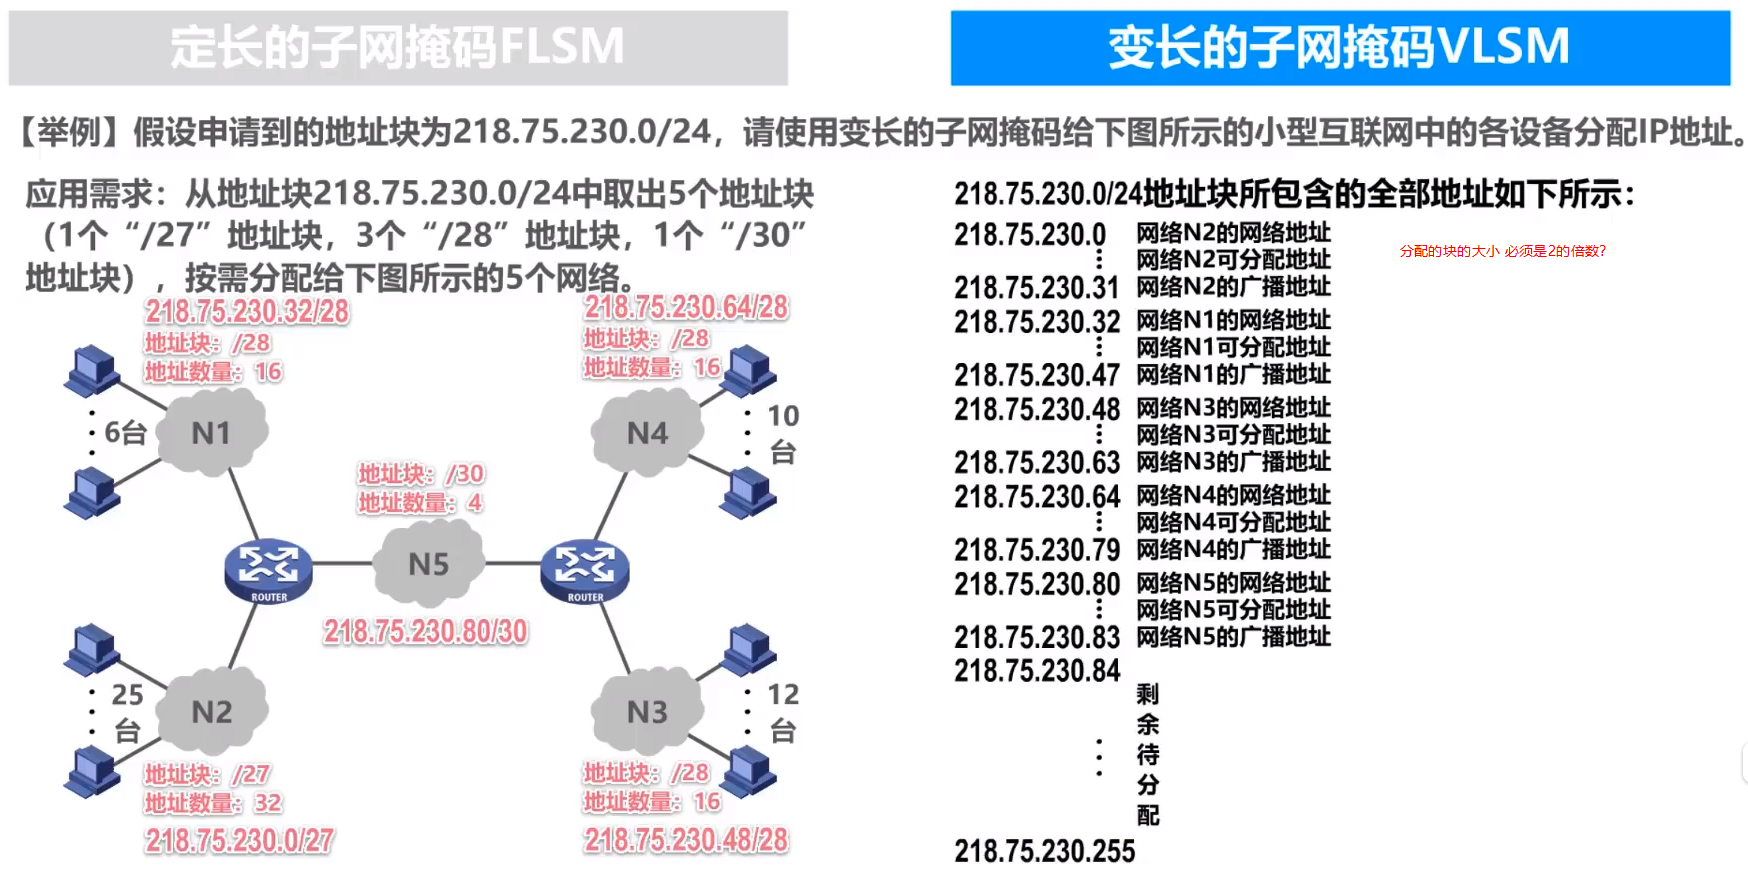 定长的子网掩码FLSM
变长的子网掩码VLSM
【举例】假设申请到的地址块为218.75.230.0/24，请使用变长的子网掩码给下图所示的小型互联网中的各设备分配IP地址。
应用需求：从地址块218.75.230.0/24中取出5个地址块
（1个“/27”地址块，3个“/28”地址块，1个“/30”
地址块），按需分配给下图所示的5个网络。
218.75.230.32/28
地址块：/28
地址数量：16
6台
N1
218.75.230.64/28
地址块：/28
地址数量：16
N4
10
台
地址块：/30
地址数量：4
N5
ROUTER
ROUTER
218.75.230.80/30
25
台
N2
地址块：/27
地址数量：32
218.75.230.0/27
N3
12
台
地址块：/28
地址数量：16
218.75.230.48/28
218.75.230.0/24地址块所包含的全部地址如下所示：
218.75.230.0 网络N2的网络地址
⋮ 网络N2可分配地址
218.75.230.31 网络N2的广播地址
218.75.230.32 网络N1的网络地址
⋮ 网络N1可分配地址
218.75.230.47 网络N1的广播地址
218.75.230.48 网络N3的网络地址
⋮ 网络N3可分配地址
218.75.230.63 网络N3的广播地址
218.75.230.64 网络N4的网络地址
⋮ 网络N4可分配地址
218.75.230.79 网络N4的广播地址
218.75.230.80 网络N5的网络地址
⋮ 网络N5可分配地址
218.75.230.83 网络N5的广播地址
218.75.230.84
⋮ 剩余待分配
218.75.230.255
分配的块的大小 必须是2的倍数?